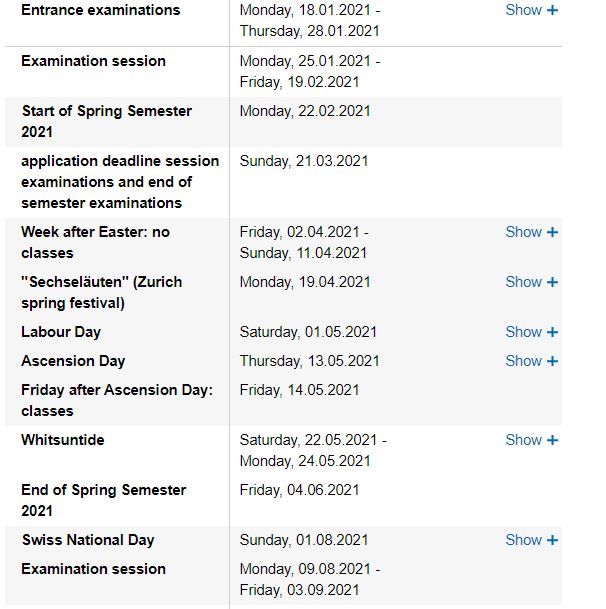 Entrance examinations Monday, 18.01.2021 - Show +
Thursday, 28.01.2021
Examination session Monday, 25.01.2021 -
Friday, 19.02.2021
Start of Spring Semester Monday, 22.02.2021
2021
application deadline session Sunday, 21.03.2021
examinations and end of
semester examinations
Week after Easter: no Friday, 02.04.2021 - Show +
classes Sunday, 11.04.2021
"Sechseläuten" (Zurich Monday, 19.04.2021 Show +
spring festival)
Labour Day Saturday, 01.05.2021 Show +
Ascension Day Thursday, 13.05.2021 Show +
Friday after Ascension Day: Friday, 14.05.2021
classes
Whitsuntide Saturday, 22.05.2021 - Show +
Monday, 24.05.2021
End of Spring Semester Friday, 04.06.2021
2021
Swiss National Day Sunday, 01.08.2021 Show +
Examination session Monday, 09.08.2021 -
Friday, 03.09.2021